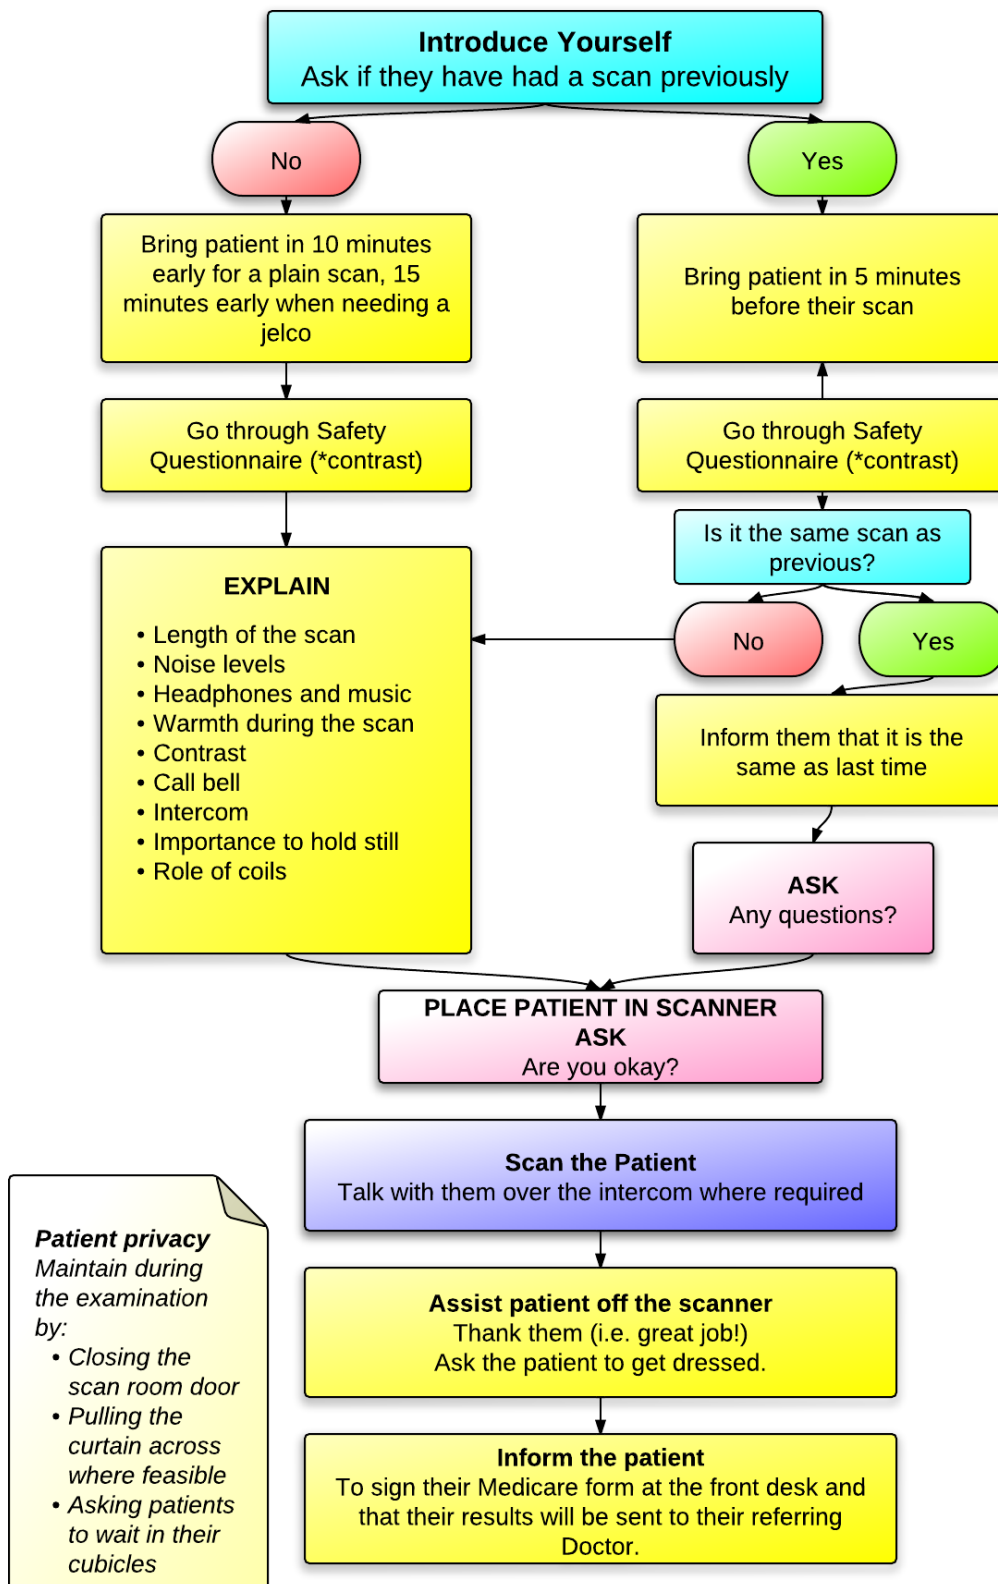 Introduce Yourself
Ask if they have had a scan previously
No
Yes
Bring patient in 10 minutes
early for a plain scan, 15
minutes early when needing a
jelco
Bring patient in 5 minutes
before their scan
Go through Safety
Questionnaire (*contrast)
Go through Safety
Questionnaire (*contrast)
Is it the same scan as
previous?
No
Yes
EXPLAIN
• Length of the scan
• Noise levels
• Headphones and music
• Warmth during the scan
• Contrast
• Call bell
• Intercom
• Importance to hold still
• Role of coils
Inform them that it is the
same as last time
ASK
Any questions?
PLACE PATIENT IN SCANNER
ASK
Are you okay?
Scan the Patient
Talk with them over the intercom where required
Assist patient off the scanner
Thank them (i.e. great job!)
Ask the patient to get dressed.
Inform the patient
To sign their Medicare form at the front desk and
that their results will be sent to their referring
Doctor.
Patient privacy
Maintain during
the examination
by:
• Closing the
scan room door
• Pulling the
curtain across
where feasible
• Asking patients
to wait in their
cubicles